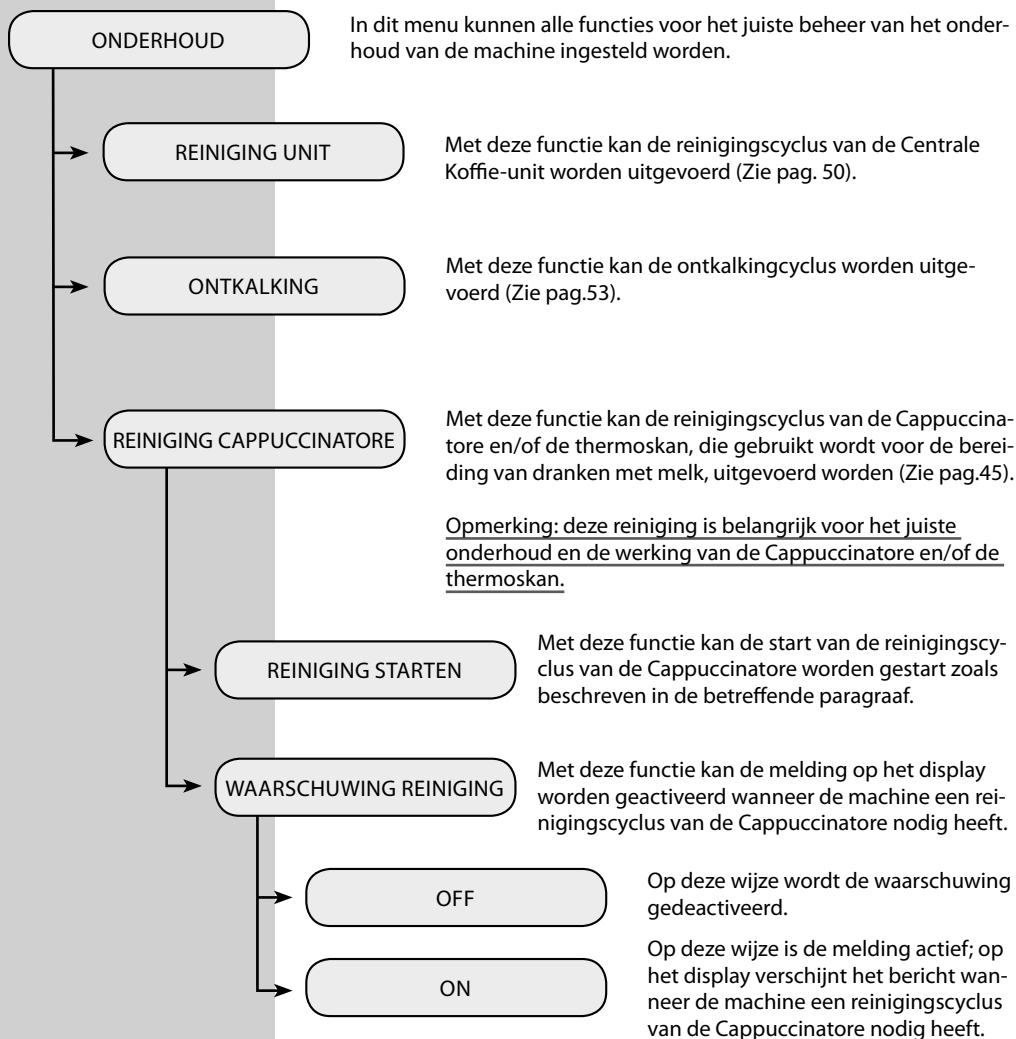 ONDERHOUD
In dit menu kunnen alle functies voor het juiste beheer van het onder-
houd van de machine ingesteld worden.
REINIGING UNIT
Met deze functie kan de reinigingscyclus van de Centrale
Koffie-unit worden uitgevoerd (Zie pag. 50).
ONTKALKING
Met deze functie kan de ontkalkingcyclus worden uitge-
voerd (Zie pag.53).
REINIGING CAPPUCCINATORE
Met deze functie kan de reinigingscyclus van de Cappuccina-
tore en/of de thermoskan, die gebruikt wordt voor de berei-
ding van dranken met melk, uitgevoerd worden (Zie pag.45).
Opmerking: deze reiniging is belangrijk voor het juiste
onderhoud en de werking van de Cappuccinatore en/of de
thermoskan.
REINIGING STARTEN
Met deze functie kan de start van de reinigingscy-
clus van de Cappuccinatore worden gestart zoals
beschreven in de betreffende paragraaf.
WAARSCHUWING REINIGING
Met deze functie kan de melding op het display
worden geactiveerd wanneer de machine een rei-
nigingscyclus van de Cappuccinatore nodig heeft.
OFF
Op deze wijze wordt de waarschuwing
gedeactiveerd.
ON
Op deze wijze is de melding actief; op
het display verschijnt het bericht wan-
neer de machine een reinigingscyclus
van de Cappuccinatore nodig heeft.